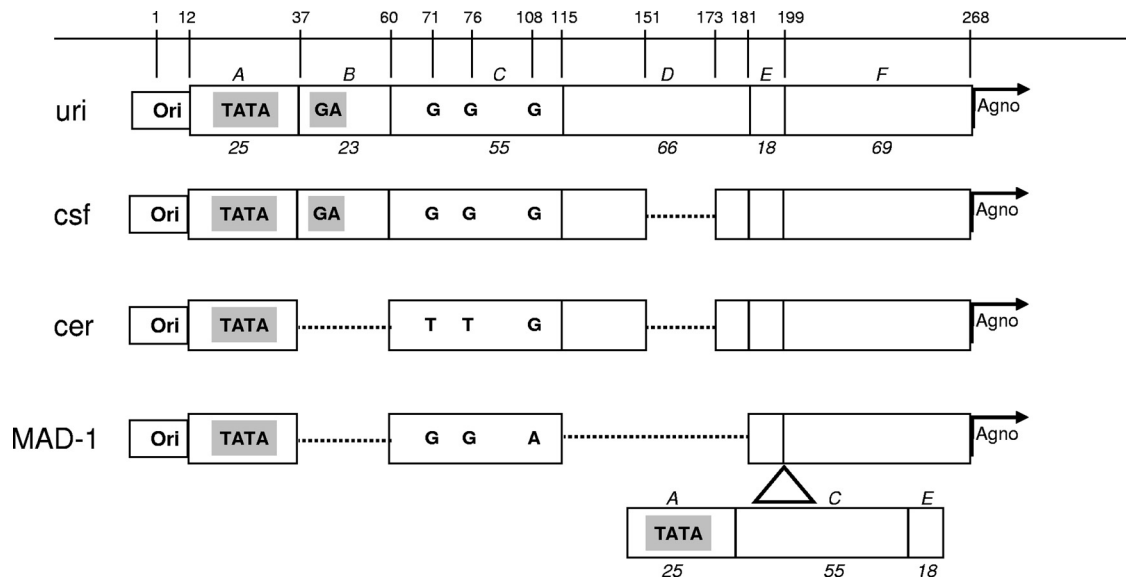 1 12 37 60 71 76 108 115 151 173 181 199 268
A B C D E F
uri Ori TATA GA G G G Agno
25 23 55 66 18 69
csf Ori TATA GA G G G Agno
cer Ori TATA T T G Agno
MAD-1 Ori TATA G G A Agno
A C E
TATA
25 55 18